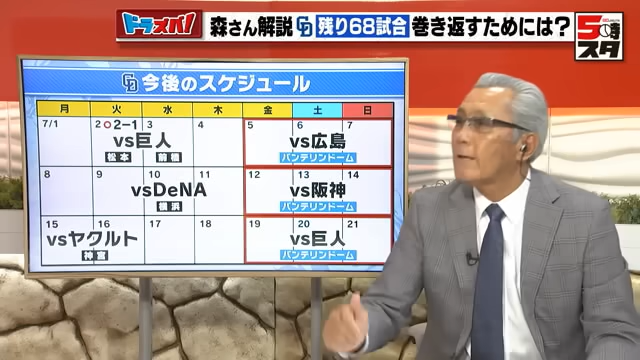 ドラメバ! 森さん解説 CD 残り68試合 巻き返すためには? 5時スタ
CD 今後のスケジュール
月 火 水 木 金 土 日
7/1 2 ○2-1 3 4 5 6 7
vs巨人 vs広島
松本 前橋 バンテリンドーム
8 9 10 11 12 13 14
vsDeNA vs阪神
横浜 バンテリンドーム
15 16 17 18 19 20 21
vsヤクルト vs巨人
神宮 バンテリンドーム